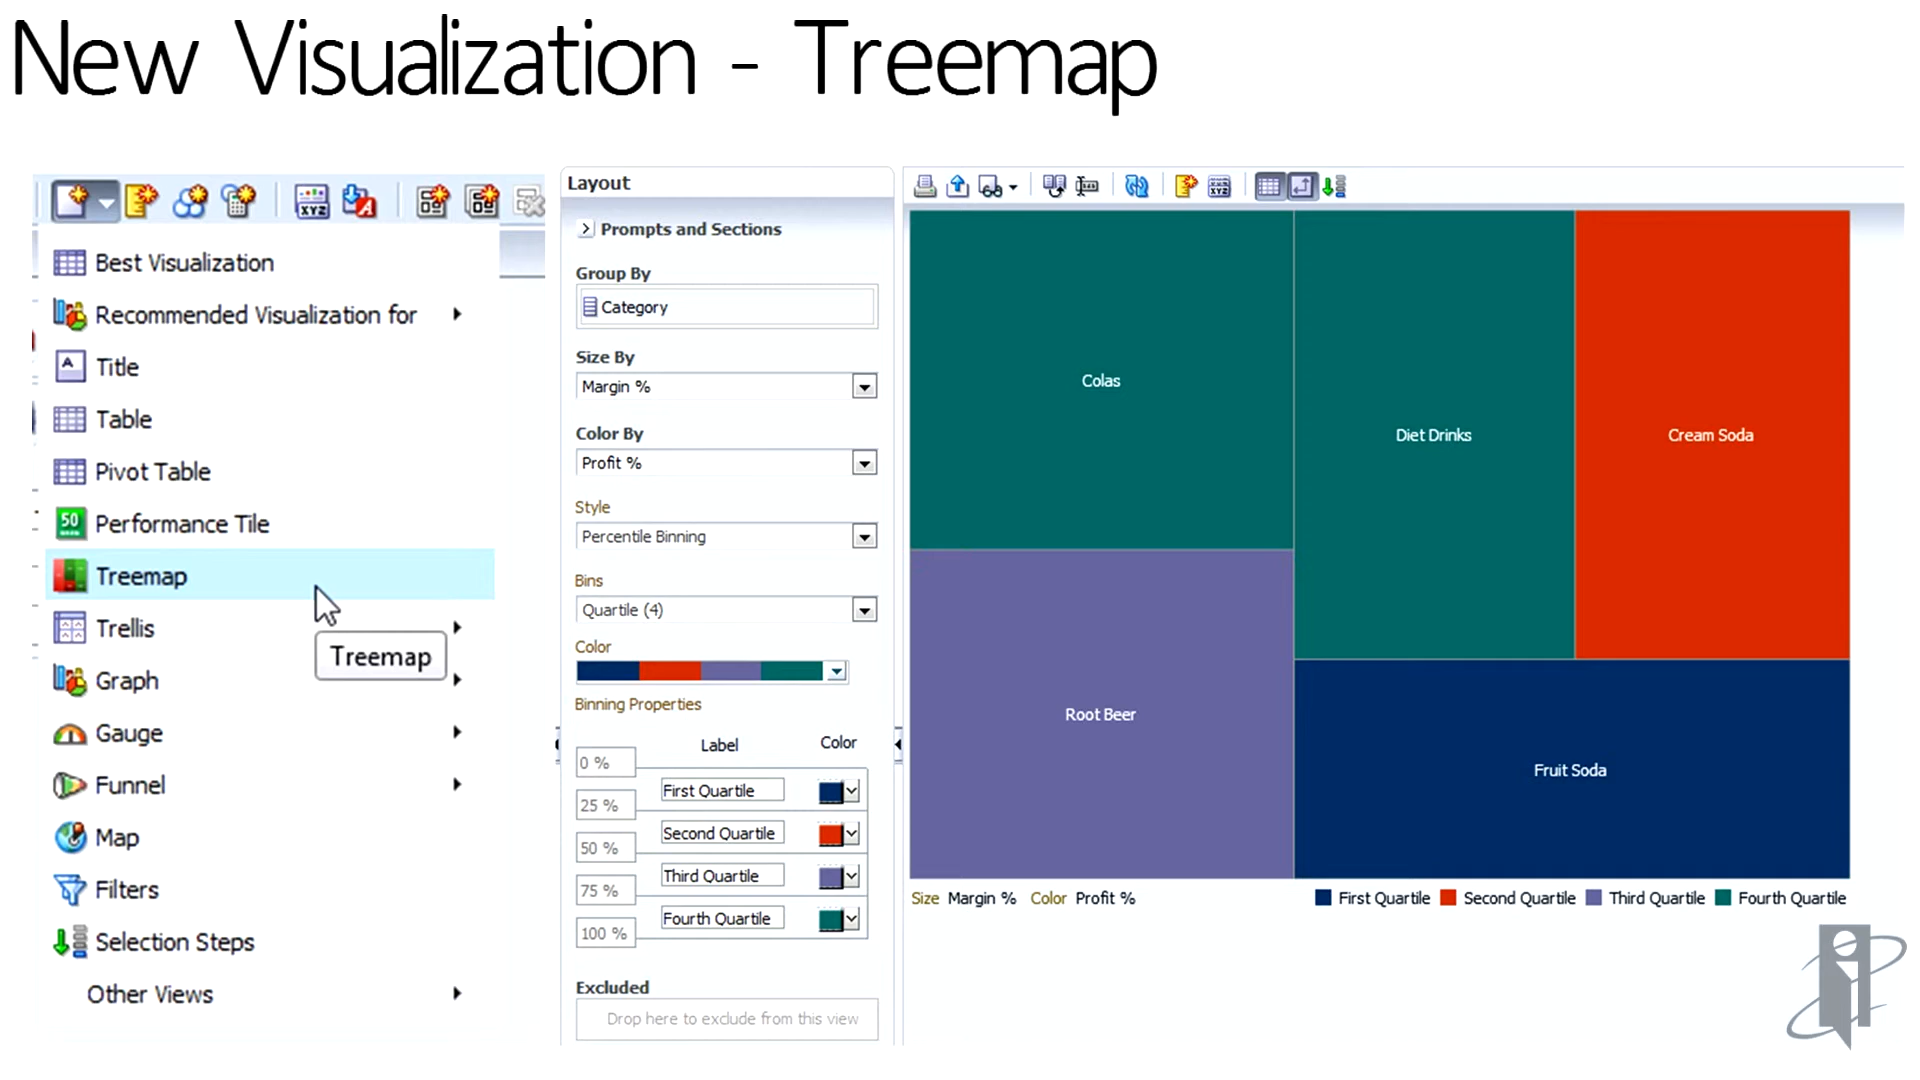 New Visualization - Treemap
XYZ
A
Best Visualization
Recommended Visualization for
A
Title
Table
Pivot Table
50
Performance Tile
Treemap
Trellis
Treemap
Graph
Gauge
Funnel
Map
Filters
Selection Steps
Other Views
Layout
Prompts and Sections
Group By
Category
Size By
Margin %
Color By
Profit %
Style
Percentile Binning
Bins
Quartile (4)
Color
Binning Properties
Label Color
0 %
First Quartile
25 %
Second Quartile
50 %
Third Quartile
75 %
Fourth Quartile
100 %
Excluded
Drop here to exclude from this view
XYZ
Colas
Diet Drinks
Cream Soda
Root Beer
Fruit Soda
Size Margin % Color Profit %
First Quartile Second Quartile Third Quartile Fourth Quartile